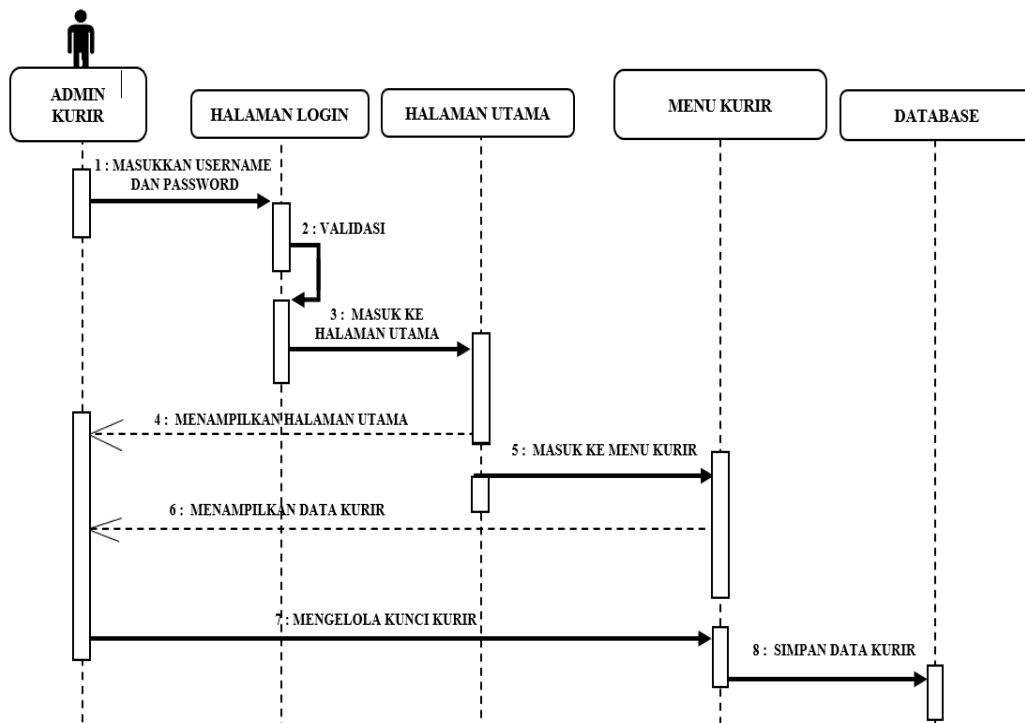 ADMIN
KURIR
HALAMAN LOGIN
HALAMAN UTAMA
MENU KURIR
DATABASE
1 : MASUKKAN USERNAME
DAN PASSWORD
2 : VALIDASI
3 : MASUK KE
HALAMAN UTAMA
4 : MENAMPILKAN HALAMAN UTAMA
5 : MASUK KE MENU KURIR
6 : MENAMPILKAN DATA KURIR
7 : MENGELOLA KUNCI KURIR
8 : SIMPAN DATA KURIR